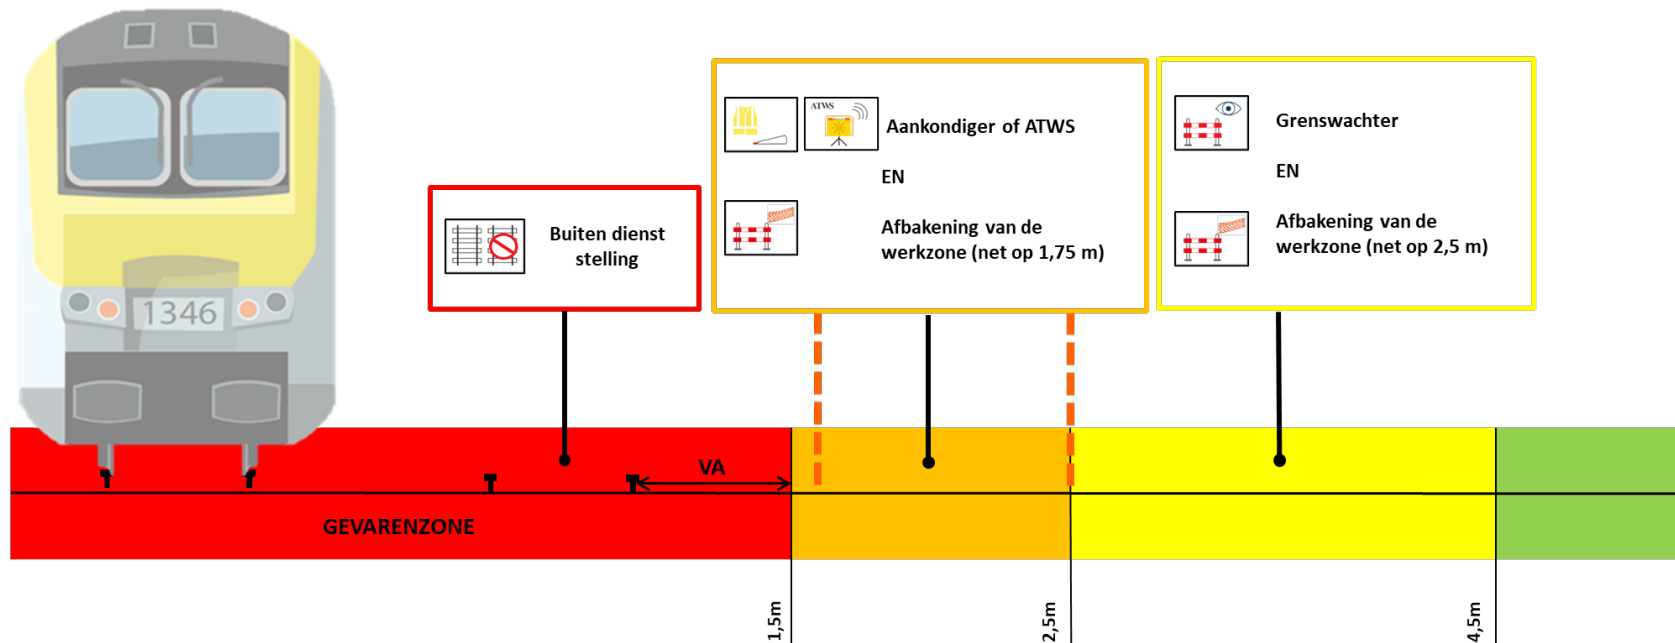 ATWS
Aankondiger of ATWS
EN
Afbakening van de
werkzone (net op 1,75 m)
Grenswachter
EN
Afbakening van de
werkzone (net op 2,5 m)
Buiten dienst
stelling
1346
VA
GEVARENZONE
1,5m
2,5m
4,5m